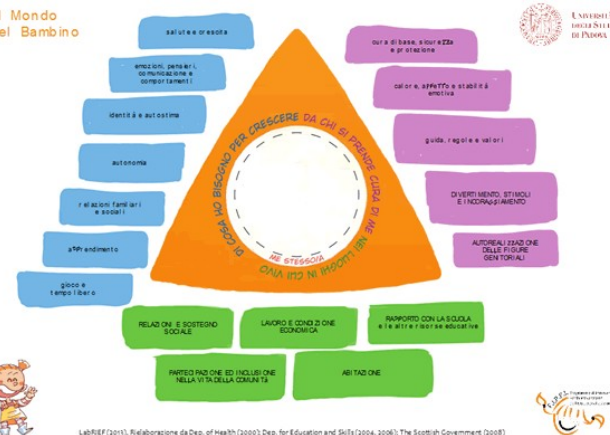 Il Mondo
del Bambino
UNIVERSITÀ
DEGLI STUDI
DI PADOVA
salute e crescita
emozioni, pensieri,
comunicazione e
comportamenti
identità e autostima
autonomia
relazioni familiari
e sociali
apprendimento
gioco e
tempo libero
cura di base, sicurezza
e protezione
calore, affetto e stabilità
emotiva
guida, regole e valori
DIVERTIMENTO, STIMOLI
E INCORAggIAMENTO
AUTOREALIZZAZIONE
DELLE FIGURE
GENITORIALI
DI COSA HO BISOGNO PER CRESCERE
DA CHI SI PRENDE CURA DI ME
NEI LUOGHI IN CUI VIVO
ME STESSO/A
RELAZIONI E SOSTEGNO
SOCIALE
LAVORO E CONDIZIONE
ECONOMICA
RAPPORTO CON LA SCUOLA
e le altre risorse educative
PARTECIPAZIONE ED INCLUSIONE
NELLA VITA DELLA COMUNITÀ
ABITAZIONE
LabRIEF (2013), Rielaborazione da Dep. of Health (2000); Dep. for Education and Skills (2004, 2006); The Scottish Government (2008)